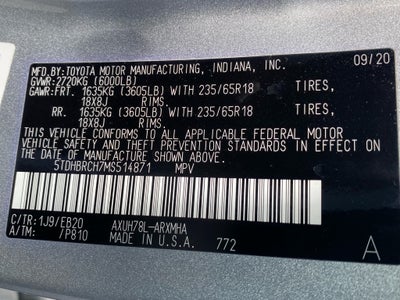 MFD.BY:TOYOTA MOTOR MANUFACTURING, INDIANA, INC. 09/20
GVWR:2720KG (6000LB)
GAWR:FRT. 1635KG (3605LB) WITH 235/65R18 TIRES,
18X8J RIMS,
RR. 1635KG (3605LB) WITH 235/65R18 TIRES,
18X8J RIMS.
THIS VEHICLE CONFORMS TO ALL APPLICABLE FEDERAL MOTOR
VEHICLE SAFETY AND THEFT PREVENTION STANDARDS IN EFFECT ON
THE DATE OF MANUFACTURE SHOWN ABOVE.
5TDHBRCH7MS514871 MPV
C/TR:1J9/EB20 AXUH78L-ARXMHA
A/TM: /P810 MADE IN U.S.A. 772 A